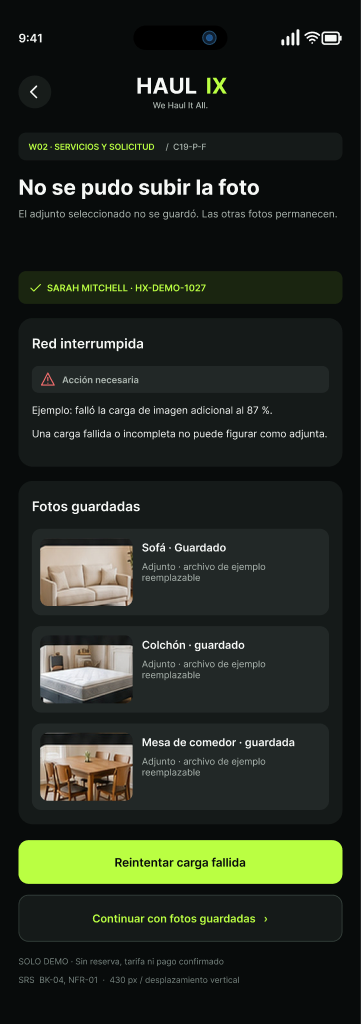 9:41
HAUL IX
We Haul It All.
W02 · SERVICIOS Y SOLICITUD / C19-P-F
No se pudo subir la foto
El adjunto seleccionado no se guardó. Las otras fotos permanecen.
SARAH MITCHELL · HX-DEMO-1027
Red interrumpida
Acción necesaria
Ejemplo: falló la carga de imagen adicional al 87 %.
Una carga fallida o incompleta no puede figurar como adjunta.
Fotos guardadas
Sofá · Guardado
Adjunto · archivo de ejemplo
reemplazable
Colchón · guardado
Adjunto · archivo de ejemplo
reemplazable
Mesa de comedor · guardada
Adjunto · archivo de ejemplo
reemplazable
Reintentar carga fallida
Continuar con fotos guardadas ›
SOLO DEMO · Sin reserva, tarifa ni pago confirmado
SRS BK-04, NFR-01 · 430 px / desplazamiento vertical